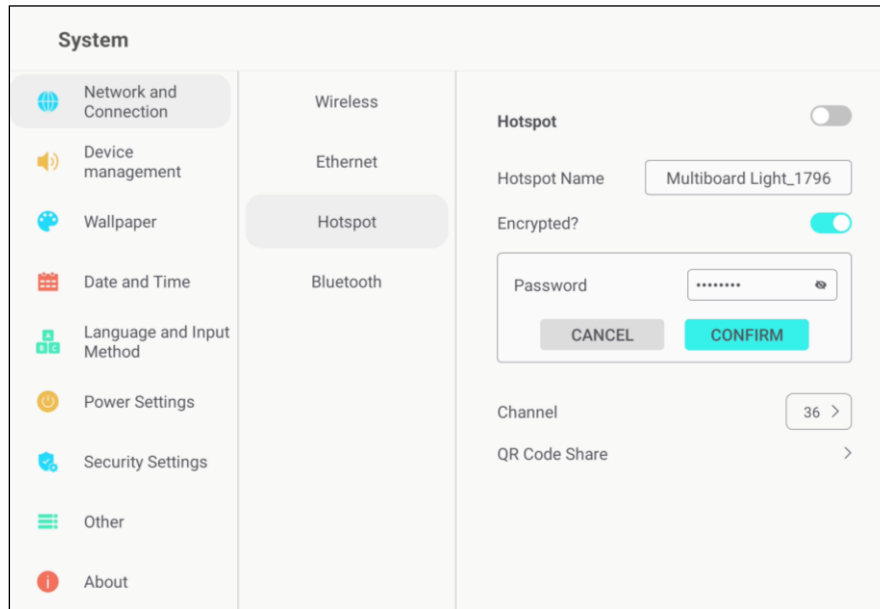 System
Network and
Connection
Device
management
Wallpaper
Date and Time
Language and Input
Method
Power Settings
Security Settings
Other
About
Wireless
Ethernet
Hotspot
Bluetooth
Hotspot
Hotspot Name Multiboard Light_1796
Encrypted?
Password ••••••••
CANCEL CONFIRM
Channel 36 >
QR Code Share >